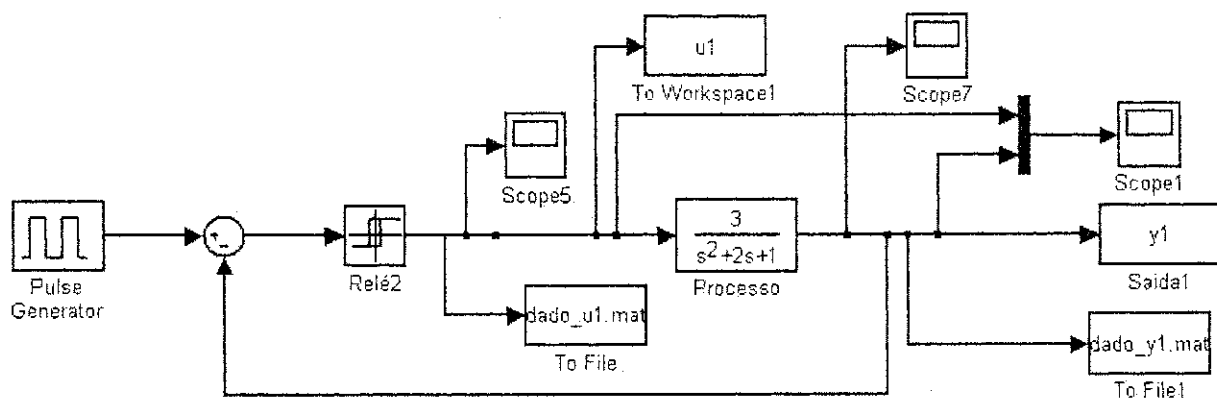 u1
To Workspace1
Scope7
Scope5
Scope1
Pulse
Generator
Relé2
3
s²+2s+1
Processo
y1
Saida1
dado_u1.mat
To File
dado_y1.mat
To File1